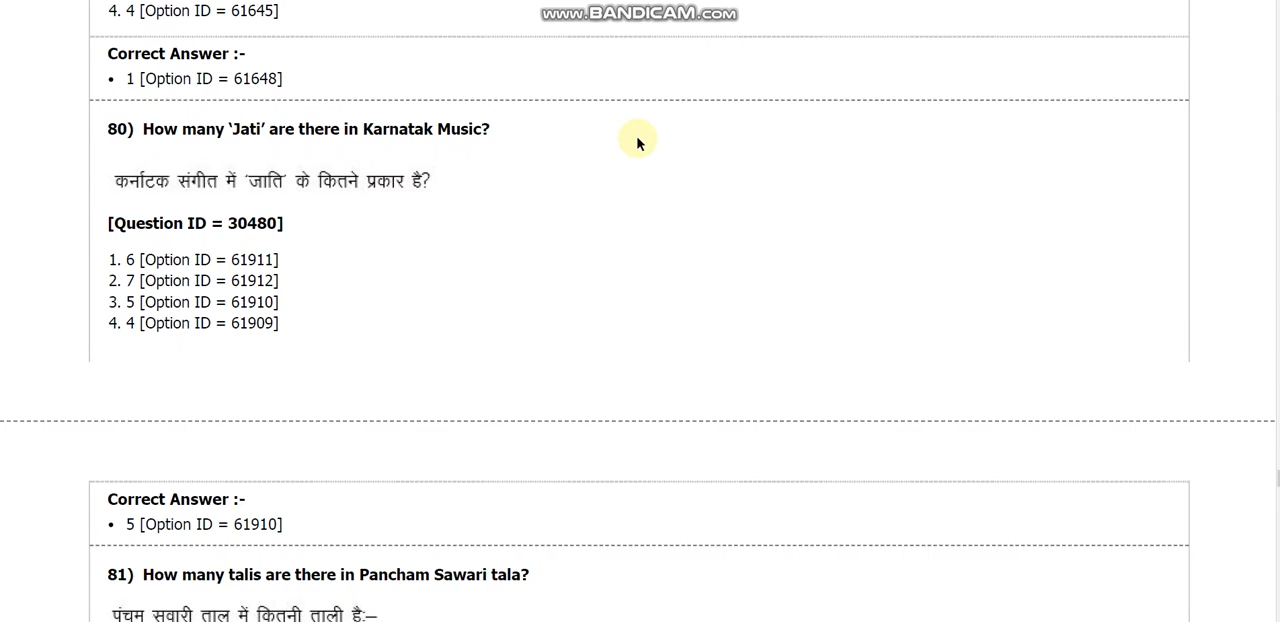 www.BANDICAM.com
4. 4 [Option ID = 61645]
Correct Answer :-
• 1 [Option ID = 61648]
80) How many ‘Jati’ are there in Karnatak Music?
कर्नाटक संगीत में ‘जाति’ के कितने प्रकार है?
[Question ID = 30480]
1. 6 [Option ID = 61911]
2. 7 [Option ID = 61912]
3. 5 [Option ID = 61910]
4. 4 [Option ID = 61909]
Correct Answer :-
• 5 [Option ID = 61910]
81) How many talis are there in Pancham Sawari tala?
पंचम सवारी ताल में कितनी ताली है:–